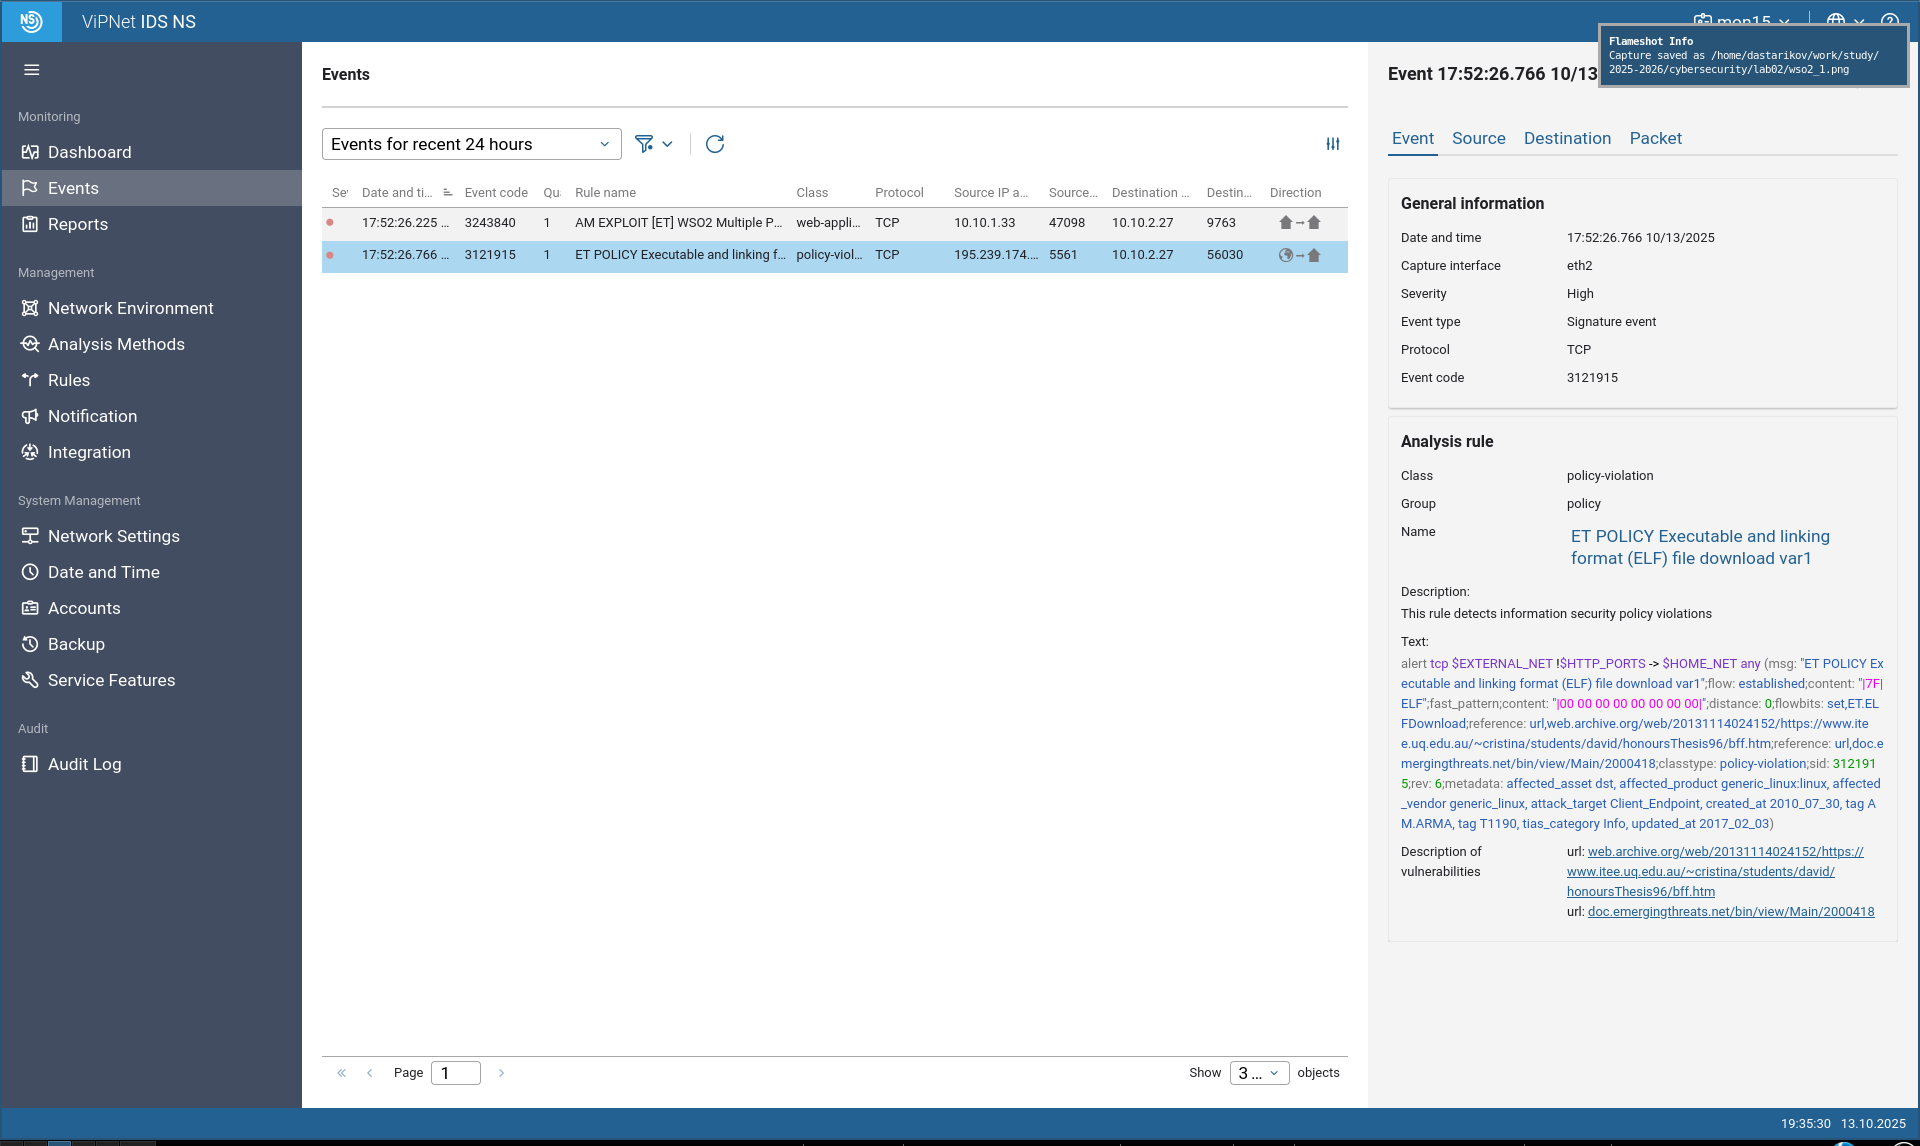 ViPNet IDS NS
mon15
Flameshot Info
Capture saved as /home/dastarikov/work/study/
2025-2026/cybersecurity/lab02/wso2_1.png
Monitoring
Dashboard
Events
Reports
Management
Network Environment
Analysis Methods
Rules
Notification
Integration
System Management
Network Settings
Date and Time
Accounts
Backup
Service Features
Audit
Audit Log
Events
Events for recent 24 hours
Date and ti... Event code Rule name Class Protocol Source IP a... Source... Destination ... Destin... Direction
17:52:26.225 ... 3243840 1 AM EXPLOIT [ET] WSO2 Multiple P... web-appli... TCP 10.10.1.33 47098 10.10.2.27 9763
17:52:26.766 ... 3121915 1 ET POLICY Executable and linking f... policy-viol... TCP 195.239.174.... 5561 10.10.2.27 56030
Page 1
Show 3 ... objects
Event 17:52:26.766 10/13
Event Source Destination Packet
General information
Date and time 17:52:26.766 10/13/2025
Capture interface eth2
Severity High
Event type Signature event
Protocol TCP
Event code 3121915
Analysis rule
Class policy-violation
Group policy
Name ET POLICY Executable and linking
format (ELF) file download var1
Description:
This rule detects information security policy violations
Text:
alert tcp $EXTERNAL_NET !$HTTP_PORTS -> $HOME_NET any (msg: "ET POLICY Ex
ecutable and linking format (ELF) file download var1";flow: established;content: "|7F|
ELF";fast_pattern;content: "|00 00 00 00 00 00 00 00|";distance: 0;flowbits: set,ET.EL
FDownload;reference: url,web.archive.org/web/20131114024152/https://www.ite
e.uq.edu.au/~cristina/students/david/honoursThesis96/bff.htm;reference: url,doc.e
mergingthreats.net/bin/view/Main/2000418;classtype: policy-violation;sid: 312191
5;rev: 6;metadata: affected_asset dst, affected_product generic_linux:linux, affected
_vendor generic_linux, attack_target Client_Endpoint, created_at 2010_07_30, tag A
M.ARMA, tag T1190, tias_category Info, updated_at 2017_02_03)
Description of
vulnerabilities
url: web.archive.org/web/20131114024152/https://
www.itee.uq.edu.au/~cristina/students/david/
honoursThesis96/bff.htm
url: doc.emergingthreats.net/bin/view/Main/2000418
19:35:30 13.10.2025